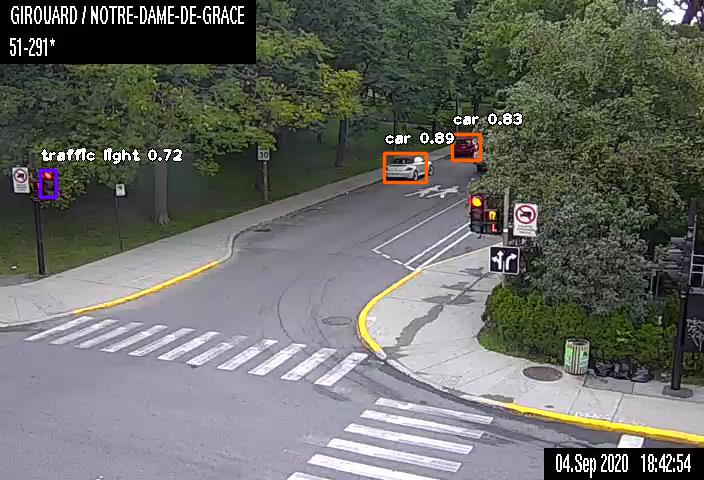 GIROUARD / NOTRE-DAME-DE-GRACE
51-291*
car 0.83
car 0.89
traffic light 0.72
30
04.Sep 2020 18:42:54